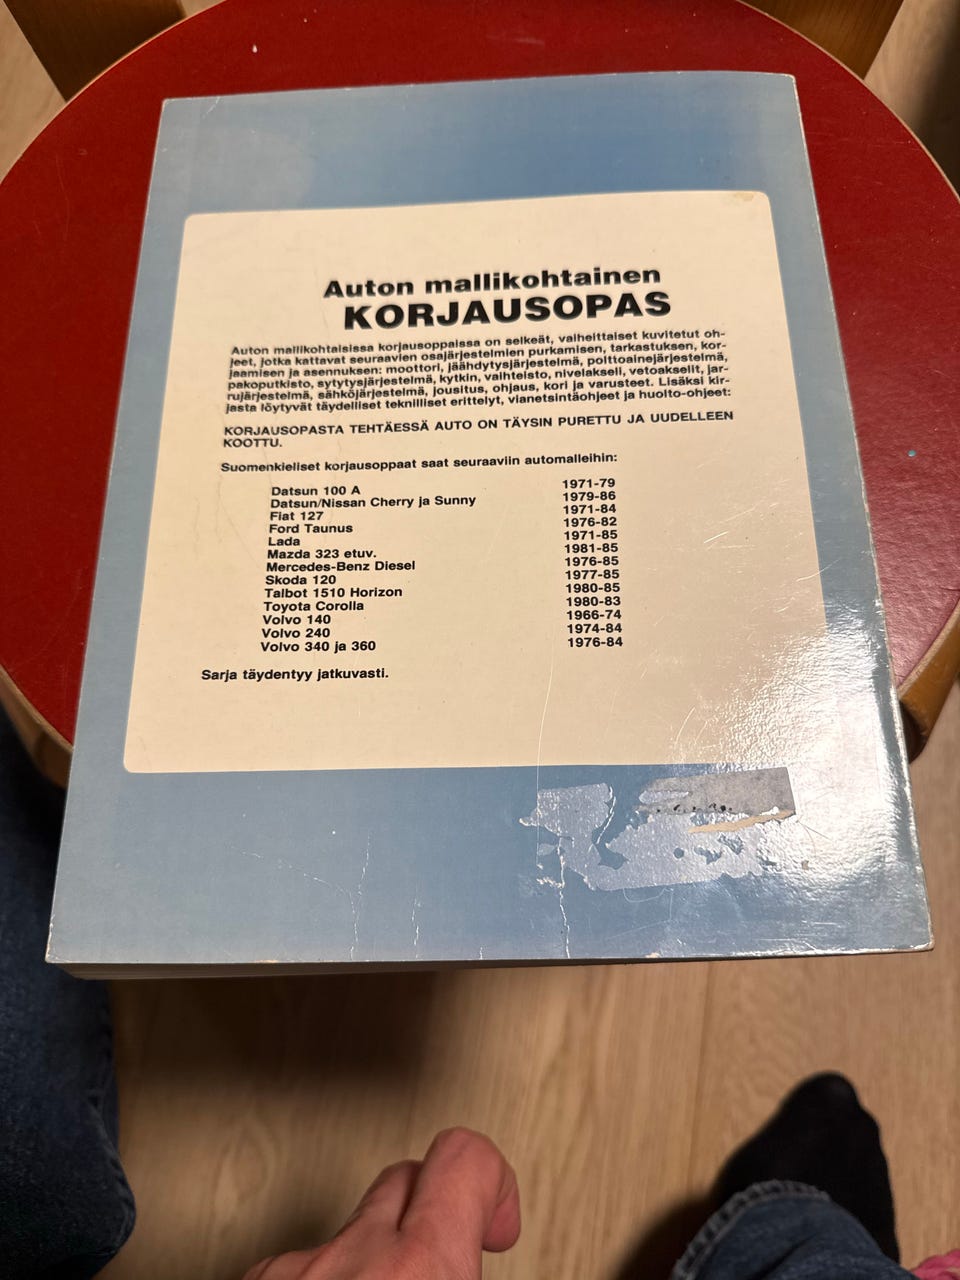 Auton mallikohtainen
KORJAUSOPAS
Auton mallikohtaisissa korjausoppaissa on selkeät, vaiheittaiset kuvitetut oh-
jeet, jotka kattavat seuraavien osajärjestelmien purkamisen, tarkastuksen, kor-
jaamisen ja asennuksen: moottori, jäähdytysjärjestelmä, polttoainejärjestelmä,
pakoputkisto, sytytysjärjestelmä, kytkin, vaihteisto, nivelakseli, vetoakselit, jar-
rujärjestelmä, sähköjärjestelmä, jousitus, ohjaus, kori ja varusteet. Lisäksi kir-
jasta löytyvät täydelliset teknilliset erittelyt, vianetsintäohjeet ja huolto-ohjeet:
KORJAUSOPASTA TEHTÄESSÄ AUTO ON TÄYSIN PURETTU JA UUDELLEEN
KOOTTU.
Suomenkieliset korjausoppaat saat seuraaviin automalleihin:
Datsun 100 A 1971-79
Datsun/Nissan Cherry ja Sunny 1979-86
Fiat 127 1971-84
Ford Taunus 1976-82
Lada 1971-85
Mazda 323 etuv. 1981-85
Mercedes-Benz Diesel 1976-85
Skoda 120 1977-85
Talbot 1510 Horizon 1980-85
Toyota Corolla 1980-83
Volvo 140 1966-74
Volvo 240 1974-84
Volvo 340 ja 360 1976-84
Sarja täydentyy jatkuvasti.